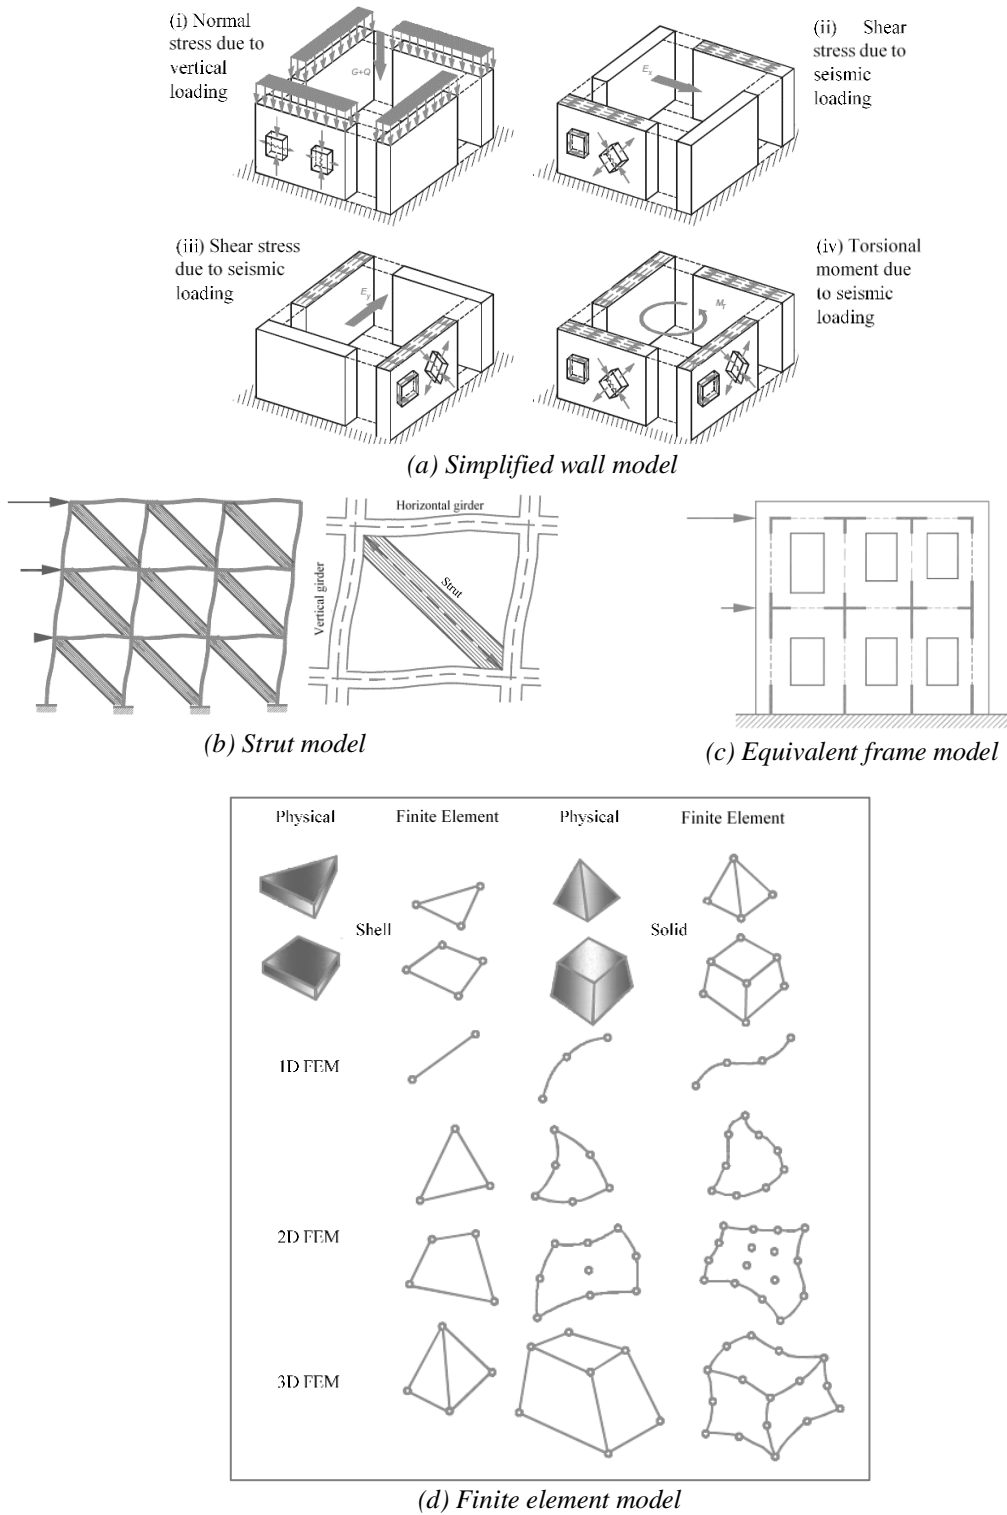 (i) Normal
stress due to
vertical
loading
G+Q
(ii) Shear
stress due to
seismic
loading
Ex
(iii) Shear stress
due to seismic
loading
Ey
(iv) Torsional
moment due
to seismic
loading
MT
(a) Simplified wall model
Horizontal girder
Vertical girder
Strut
(b) Strut model
(c) Equivalent frame model
Physical Finite Element Physical Finite Element
Shell Solid
1D FEM
2D FEM
3D FEM
(d) Finite element model